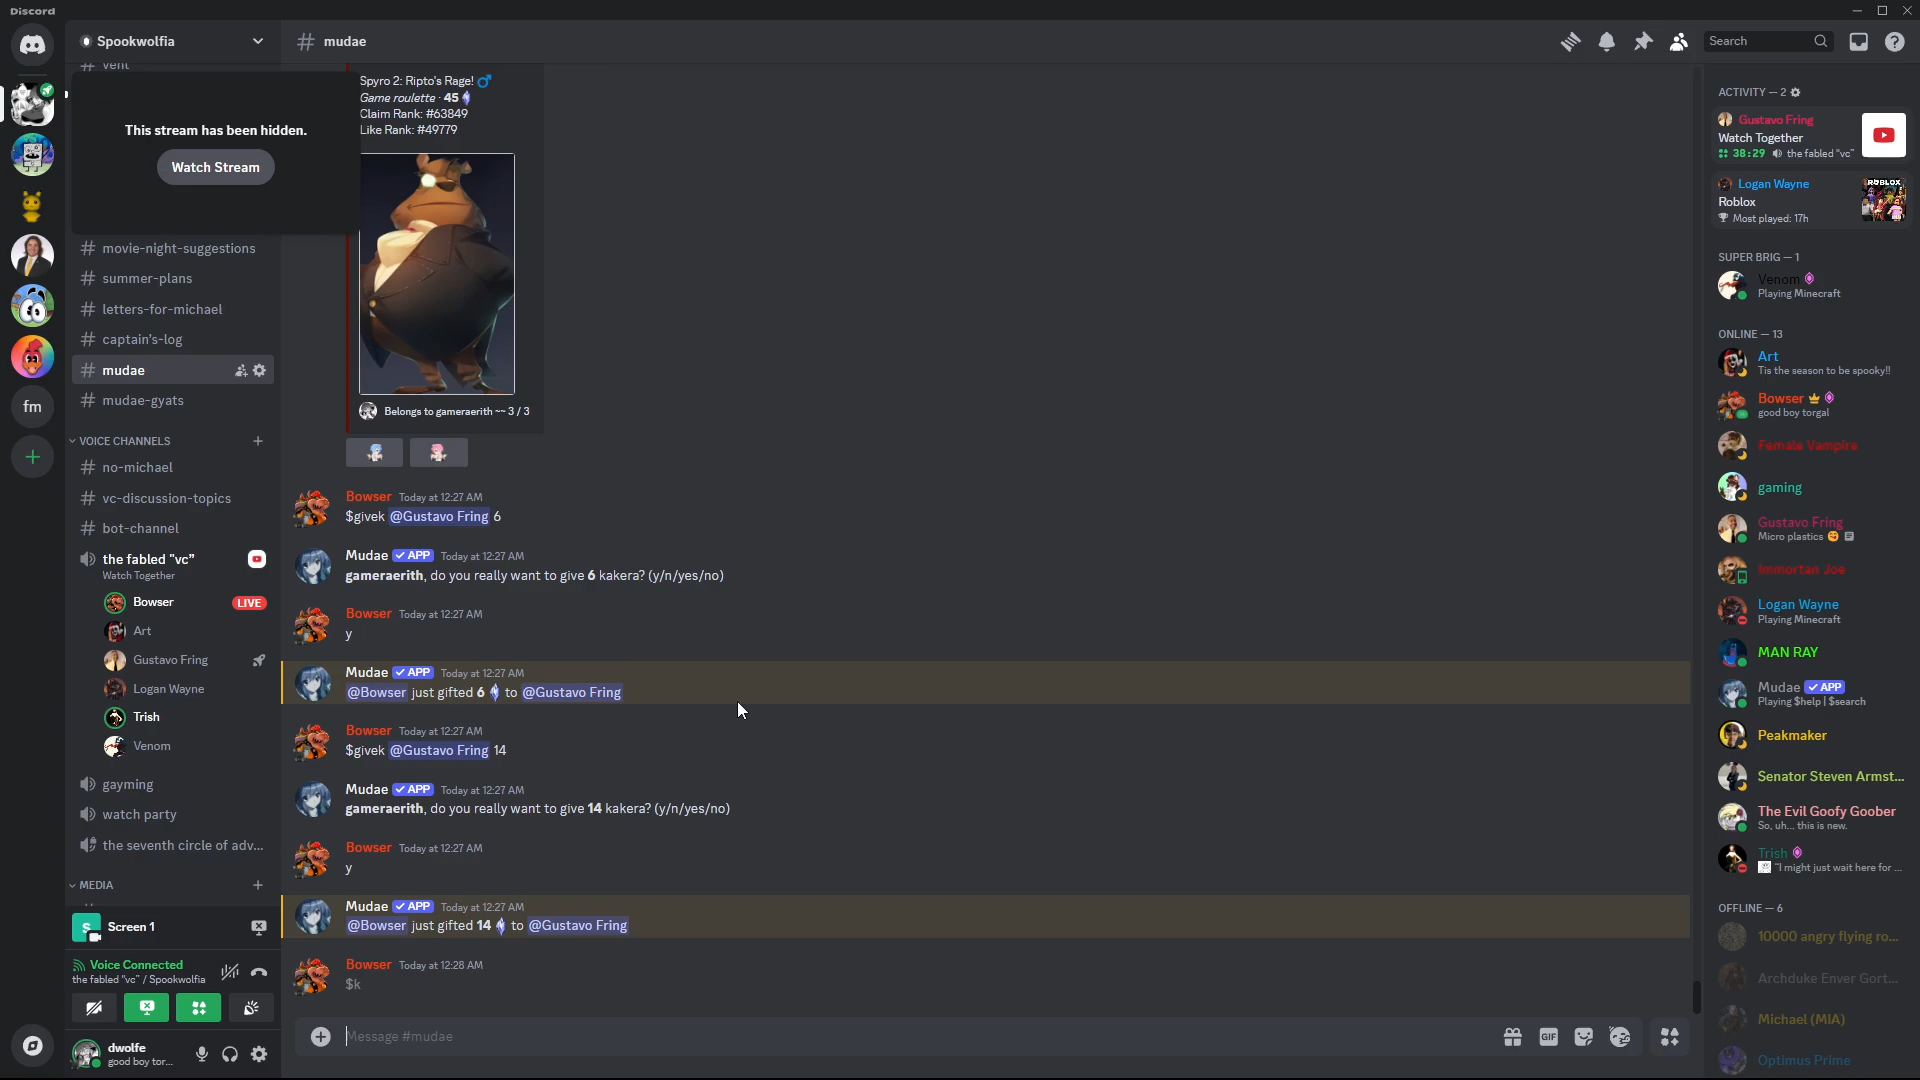 Discord
Spookwolfia
vent
This stream has been hidden.
Watch Stream
# movie-night-suggestions
# summer-plans
# letters-for-michael
# captain's-log
# mudae
# mudae-gyats
VOICE CHANNELS
# no-michael
# vc-discussion-topics
# bot-channel
the fabled "vc"
Watch Together
Bowser LIVE
Art
Gustavo Fring
Logan Wayne
Trish
Venom
gayming
watch party
the seventh circle of adv...
MEDIA
S Screen 1
Voice Connected
the fabled "vc" / Spookwolfia
dwolfe
good boy tor...
fm
# mudae
Search
Spyro 2: Ripto's Rage!
Game roulette · 45
Claim Rank: #63849
Like Rank: #49779
Belongs to gameraerith ~~ 3 / 3
Bowser Today at 12:27 AM
$givek @Gustavo Fring 6
Mudae ✓ APP Today at 12:27 AM
gameraerith, do you really want to give 6 kakera? (y/n/yes/no)
Bowser Today at 12:27 AM
y
Mudae ✓ APP Today at 12:27 AM
@Bowser just gifted 6 to @Gustavo Fring
Bowser Today at 12:27 AM
$givek @Gustavo Fring 14
Mudae ✓ APP Today at 12:27 AM
gameraerith, do you really want to give 14 kakera? (y/n/yes/no)
Bowser Today at 12:27 AM
y
Mudae ✓ APP Today at 12:27 AM
@Bowser just gifted 14 to @Gustavo Fring
Bowser Today at 12:28 AM
$k
Message #mudae
GIF
ACTIVITY — 2
Gustavo Fring
Watch Together
38:29 the fabled "vc"
Logan Wayne
Roblox
Most played: 17h
ROBLOX
SUPER BRIG — 1
Venom
Playing Minecraft
ONLINE — 13
Art
Tis the season to be spooky!!
Bowser
good boy torgal
Female Vampire
gaming
Gustavo Fring
Micro plastics
Immortan Joe
Logan Wayne
Playing Minecraft
MAN RAY
Mudae ✓ APP
Playing $help | $search
Peakmaker
Senator Steven Armst...
The Evil Goofy Goober
So, uh... this is new.
Trish
"I might just wait here for ...
OFFLINE — 6
10000 angry flying ro...
Archduke Enver Gort...
Michael (MIA)
Optimus Prime